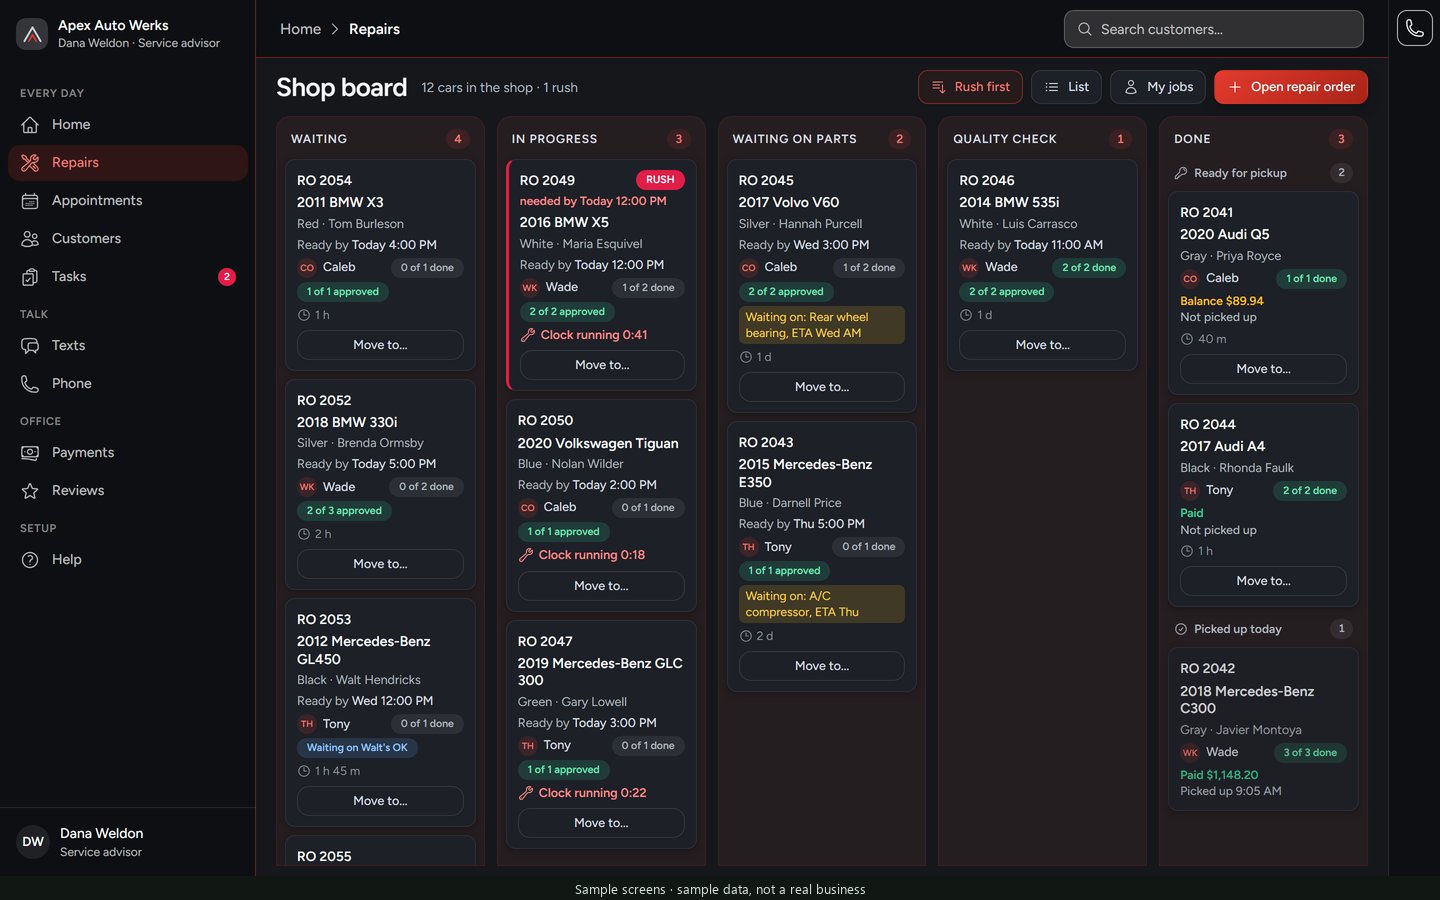 Apex Auto Werks
Dana Weldon · Service advisor
EVERY DAY
Home
Repairs
Appointments
Customers
Tasks
2
TALK
Texts
Phone
OFFICE
Payments
Reviews
SETUP
Help
DW
Dana Weldon
Service advisor
Home
Repairs
Search customers...
Shop board
12 cars in the shop · 1 rush
Rush first
List
My jobs
Open repair order
WAITING
4
RO 2054
2011 BMW X3
Red · Tom Burleson
Ready by Today 4:00 PM
CO Caleb
0 of 1 done
1 of 1 approved
1 h
Move to...
RO 2052
2018 BMW 330i
Silver · Brenda Ormsby
Ready by Today 5:00 PM
WK Wade
0 of 2 done
2 of 3 approved
2 h
Move to...
RO 2053
2012 Mercedes-Benz
GL450
Black · Walt Hendricks
Ready by Wed 12:00 PM
TH Tony
0 of 1 done
Waiting on Walt's OK
1 h 45 m
Move to...
RO 2055
IN PROGRESS
3
RO 2049
RUSH
needed by Today 12:00 PM
2016 BMW X5
White · Maria Esquivel
Ready by Today 12:00 PM
WK Wade
1 of 2 done
2 of 2 approved
Clock running 0:41
Move to...
RO 2050
2020 Volkswagen Tiguan
Blue · Nolan Wilder
Ready by Today 2:00 PM
CO Caleb
0 of 1 done
1 of 1 approved
Clock running 0:18
Move to...
RO 2047
2019 Mercedes-Benz GLC
300
Green · Gary Lowell
Ready by Today 3:00 PM
TH Tony
0 of 1 done
1 of 1 approved
Clock running 0:22
Move to...
WAITING ON PARTS
2
RO 2045
2017 Volvo V60
Silver · Hannah Purcell
Ready by Wed 3:00 PM
CO Caleb
1 of 2 done
2 of 2 approved
Waiting on: Rear wheel
bearing, ETA Wed AM
1 d
Move to...
RO 2043
2015 Mercedes-Benz
E350
Blue · Darnell Price
Ready by Thu 5:00 PM
TH Tony
0 of 1 done
1 of 1 approved
Waiting on: A/C
compressor, ETA Thu
2 d
Move to...
QUALITY CHECK
1
RO 2046
2014 BMW 535i
White · Luis Carrasco
Ready by Today 11:00 AM
WK Wade
2 of 2 done
2 of 2 approved
1 d
Move to...
DONE
3
Ready for pickup
2
RO 2041
2020 Audi Q5
Gray · Priya Royce
CO Caleb
1 of 1 done
Balance $89.94
Not picked up
40 m
Move to...
RO 2044
2017 Audi A4
Black · Rhonda Faulk
TH Tony
2 of 2 done
Paid
Not picked up
1 h
Move to...
Picked up today
1
RO 2042
2018 Mercedes-Benz
C300
Gray · Javier Montoya
WK Wade
3 of 3 done
Paid $1,148.20
Picked up 9:05 AM
Sample screens · sample data, not a real business